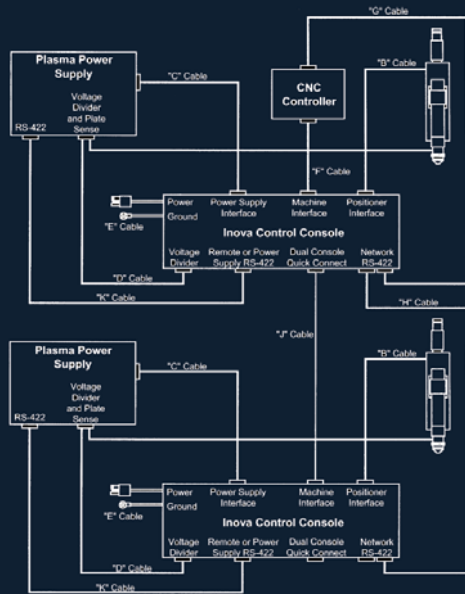 "G" Cable
Plasma Power
Supply
Voltage
Divider
and Plate
Sense
RS-422
"C" Cable
CNC
Controller
"B" Cable
"F" Cable
Power
Ground
"E" Cable
Power Supply
Interface
Machine
Interface
Positioner
Interface
Inova Control Console
Voltage
Divider
Remote or Power
Supply RS-422
Dual Console
Quick Connect
Network
RS-422
"D" Cable
"K" Cable
"H" Cable
"J" Cable
Plasma Power
Supply
Voltage
Divider
and Plate
Sense
RS-422
"C" Cable
"B" Cable
Power
Ground
"E" Cable
Power Supply
Interface
Machine
Interface
Positioner
Interface
Inova Control Console
Voltage
Divider
Remote or Power
Supply RS-422
Dual Console
Quick Connect
Network
RS-422
"D" Cable
"K" Cable